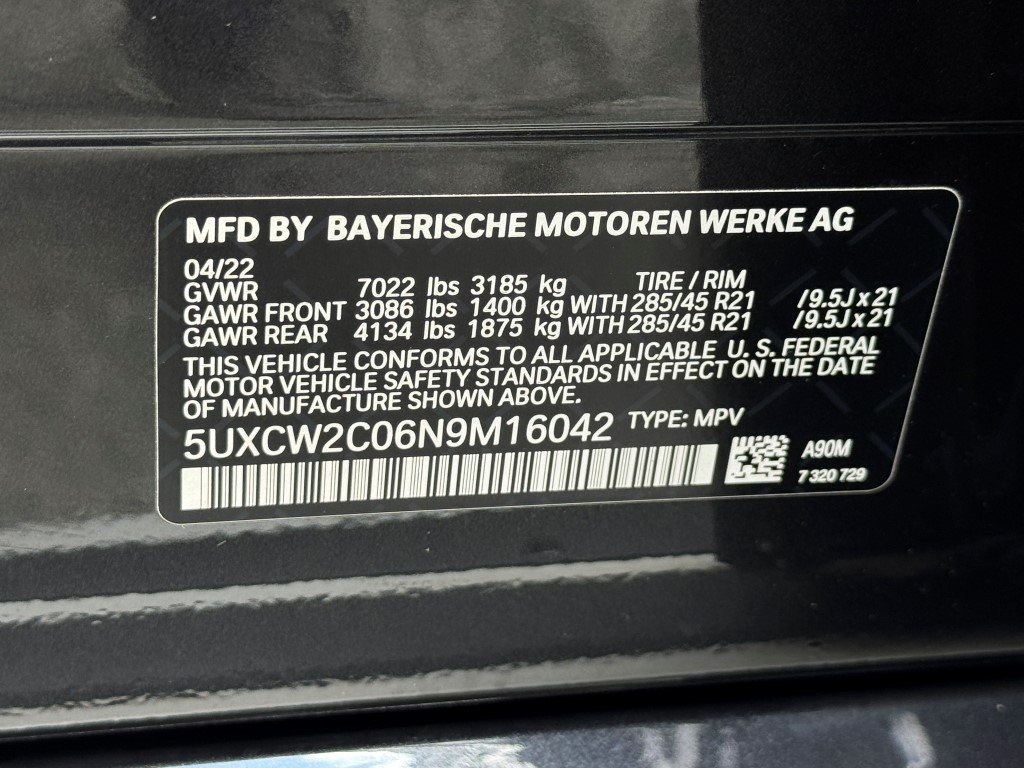 MFD BY BAYERISCHE MOTOREN WERKE AG
04/22
GVWR 7022 lbs 3185 kg TIRE / RIM
GAWR FRONT 3086 lbs 1400 kg WITH 285/45 R21 /9.5J x 21
GAWR REAR 4134 lbs 1875 kg WITH 285/45 R21 /9.5J x 21
THIS VEHICLE CONFORMS TO ALL APPLICABLE U. S. FEDERAL
MOTOR VEHICLE SAFETY STANDARDS IN EFFECT ON THE DATE
OF MANUFACTURE SHOWN ABOVE.
5UXCW2C06N9M16042 TYPE: MPV
A90M
7 320 729